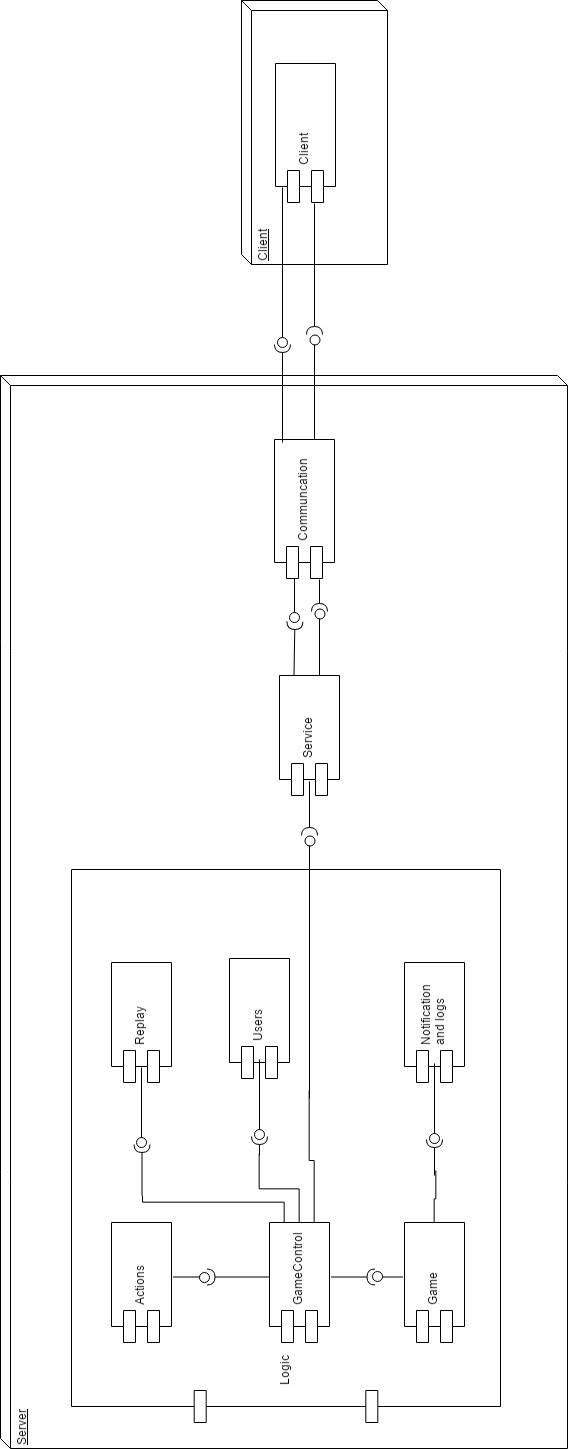 Client
Client
Communcation
Service
Replay
Users
Notification
and logs
Actions
GameControl
Game
Logic
Server